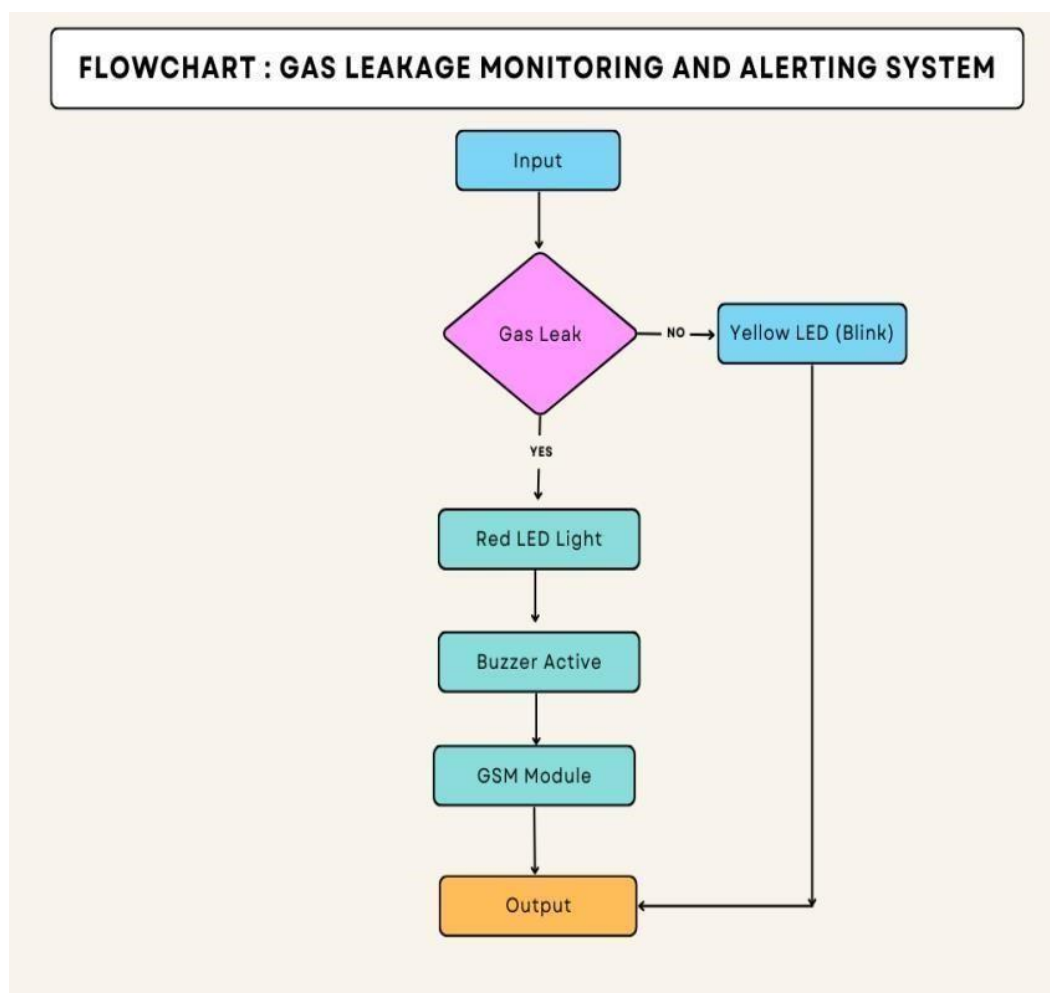 FLOWCHART : GAS LEAKAGE MONITORING AND ALERTING SYSTEM
Input
Gas Leak
NO
Yellow LED (Blink)
YES
Red LED Light
Buzzer Active
GSM Module
Output